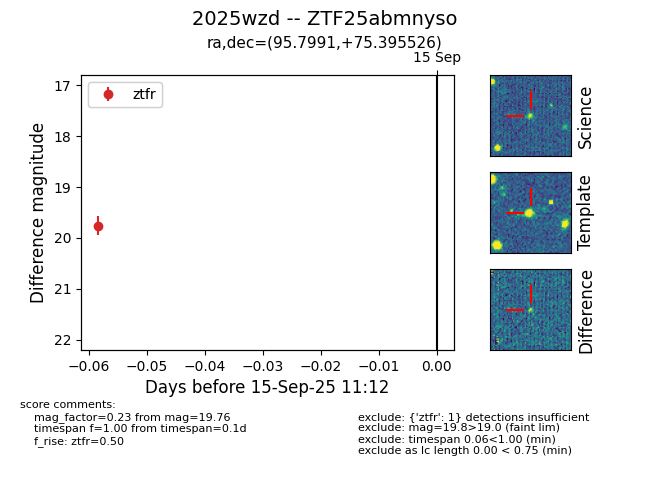 2025wzd -- ZTF25abmnyso
ra,dec=(95.7991,+75.395526)
15 Sep
ztfr
17
18
19
20
21
22
Difference magnitude
−0.06
−0.05
−0.04
−0.03
−0.02
−0.01
0.00
Days before 15-Sep-25 11:12
Science
Template
Difference
score comments:
mag_factor=0.23 from mag=19.76
timespan f=1.00 from timespan=0.1d
f_rise: ztfr=0.50
exclude: {'ztfr': 1} detections insufficient
exclude: mag=19.8>19.0 (faint lim)
exclude: timespan 0.06<1.00 (min)
exclude as lc length 0.00 < 0.75 (min)